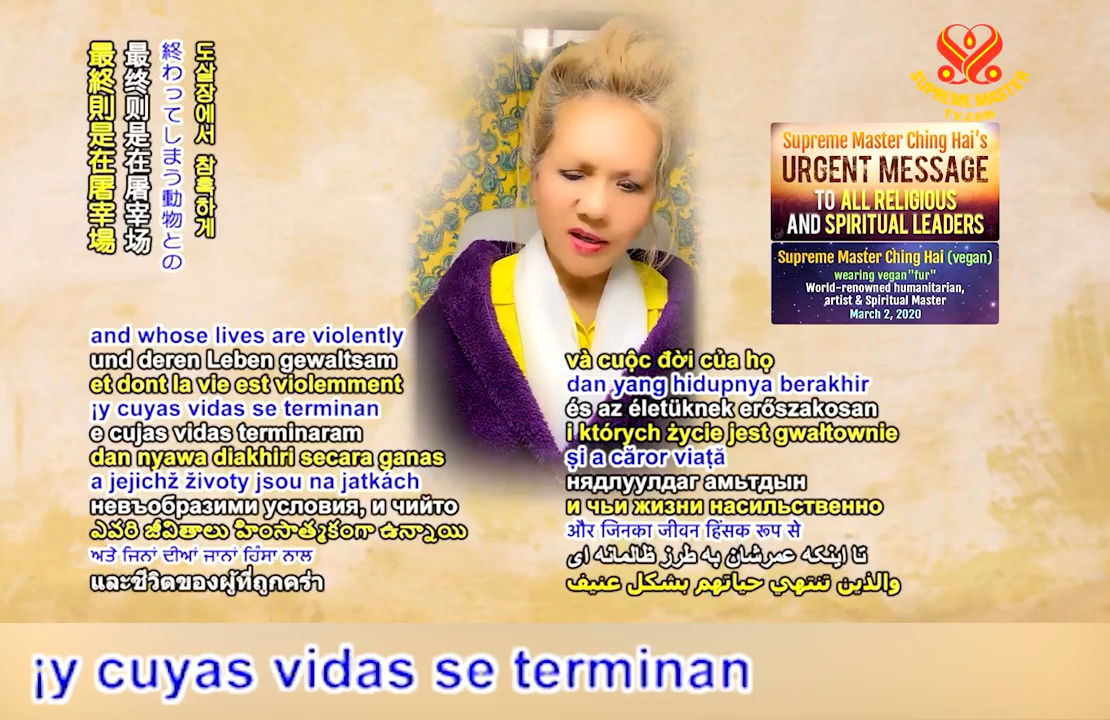 最終則是在屠宰場
最终则是在屠宰场
終わってしまう動物との
도살장에서 참혹하게
SUPREME MASTER
TV.com
Supreme Master Ching Hai's
URGENT MESSAGE
TO ALL RELIGIOUS
AND SPIRITUAL LEADERS
Supreme Master Ching Hai (vegan)
wearing vegan "fur"
World-renowned humanitarian,
artist & Spiritual Master
March 2, 2020
and whose lives are violently
und deren Leben gewaltsam
et dont la vie est violemment
¡y cuyas vidas se terminan
e cujas vidas terminaram
dan nyawa diakhiri secara ganas
a jejichž životy jsou na jatkách
невъобразими условия, и чийто
ఎవరి జీవితాలు హింసాత్మకంగా ఉన్నాయి
ਅਤੇ ਜਿਨਾਂ ਦੀਆਂ ਜਾਨਾਂ ਹਿੰਸਾ ਨਾਲ
และชีวิตของผู้ที่ถูกคร่า
và cuộc đời của họ
dan yang hidupnya berakhir
és az életüknek erőszakosan
i których życie jest gwałtownie
și a căror viață
нядлуулдаг амьтдын
и чьи жизни насильственно
और जिनका जीवन हिंसक रूप से
تا اینکه عمرشان به طرز ظالمانه ای
والذين تنتهي حياتهم بشكل عنيف
¡y cuyas vidas se terminan